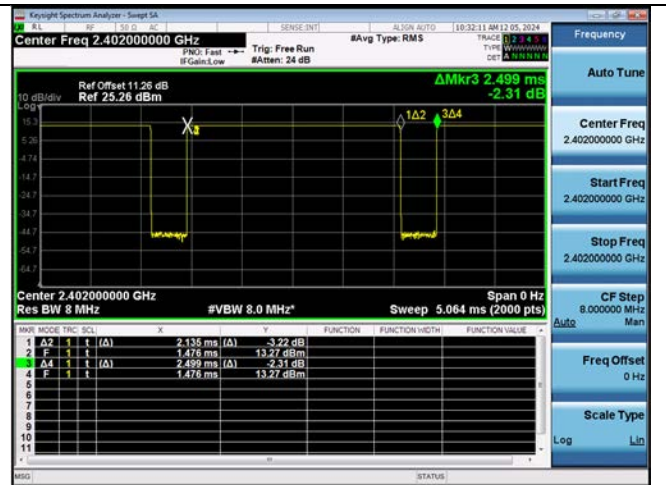 Keysight Spectrum Analyzer - Swept SA
RL RF 50 Ω AC SENSE:INT ALIGN AUTO 10:32:11 AM 12 05, 2024
Center Freq 2.402000000 GHz
PNO: Fast
IFGain:Low
Trig: Free Run
#Atten: 24 dB
#Avg Type: RMS
TRACE 1 2 3 4 5 6
TYPE
DET A N N N N N
Frequency
Auto Tune
Center Freq
2.402000000 GHz
Start Freq
2.402000000 GHz
Stop Freq
2.402000000 GHz
CF Step
8.000000 MHz
Auto Man
Freq Offset
0 Hz
Scale Type
Log Lin
ΔMkr3 2.499 ms
-2.31 dB
Ref Offset 11.26 dB
10 dB/div Ref 25.26 dBm
Log
15.3
5.26
-4.74
-14.7
-24.7
-34.7
-44.7
-54.7
-64.7
X
1Δ2
3Δ4
Center 2.402000000 GHz Span 0 Hz
Res BW 8 MHz #VBW 8.0 MHz* Sweep 5.064 ms (2000 pts)
MKR MODE TRC SCL X Y FUNCTION FUNCTION WIDTH FUNCTION VALUE
1 Δ2 1 t (Δ) 2.135 ms (Δ) -3.22 dB
2 F 1 t 1.476 ms 13.27 dBm
3 Δ4 1 t (Δ) 2.499 ms (Δ) -2.31 dB
4 F 1 t 1.476 ms 13.27 dBm
5
6
7
8
9
10
11
MSG STATUS